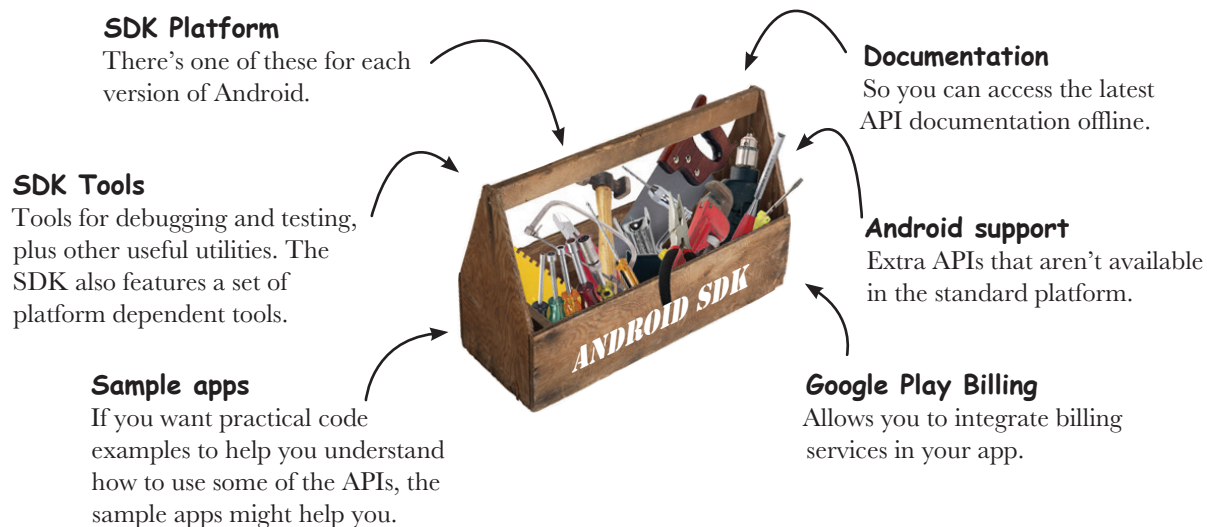 SDK Platform
There’s one of these for each
version of Android.
SDK Tools
Tools for debugging and testing,
plus other useful utilities. The
SDK also features a set of
platform dependent tools.
Sample apps
If you want practical code
examples to help you understand
how to use some of the APIs, the
sample apps might help you.
Documentation
So you can access the latest
API documentation offline.
Android support
Extra APIs that aren’t available
in the standard platform.
Google Play Billing
Allows you to integrate billing
services in your app.
ANDROID SDK